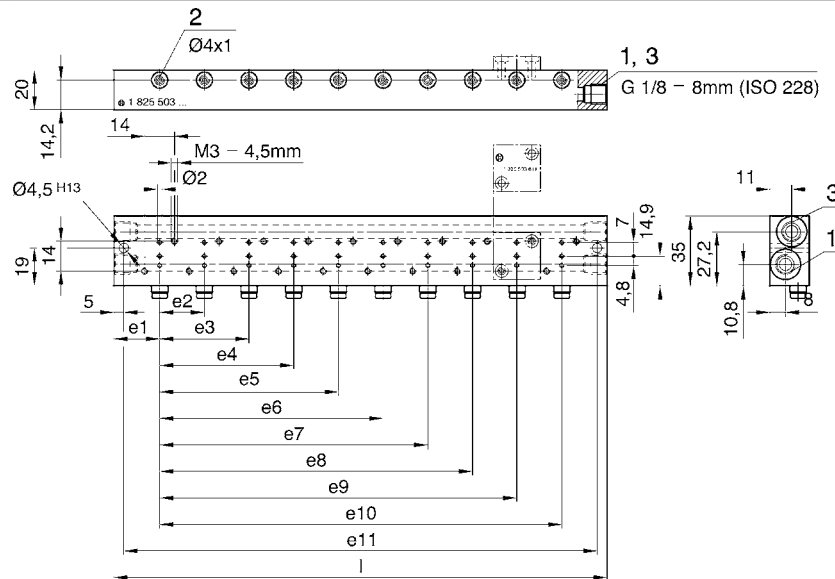 2
Ø4x1
1, 3
G 1/8 – 8mm (ISO 228)
20
14,2
1 825 503 ...
14
M3 – 4,5mm
Ø2
Ø4,5 H13
14
19
5
e1
e2
e3
e4
e5
e6
e7
e8
e9
e10
e11
l
7
14,9
4,8
35
27,2
10,8
11
3
1
8